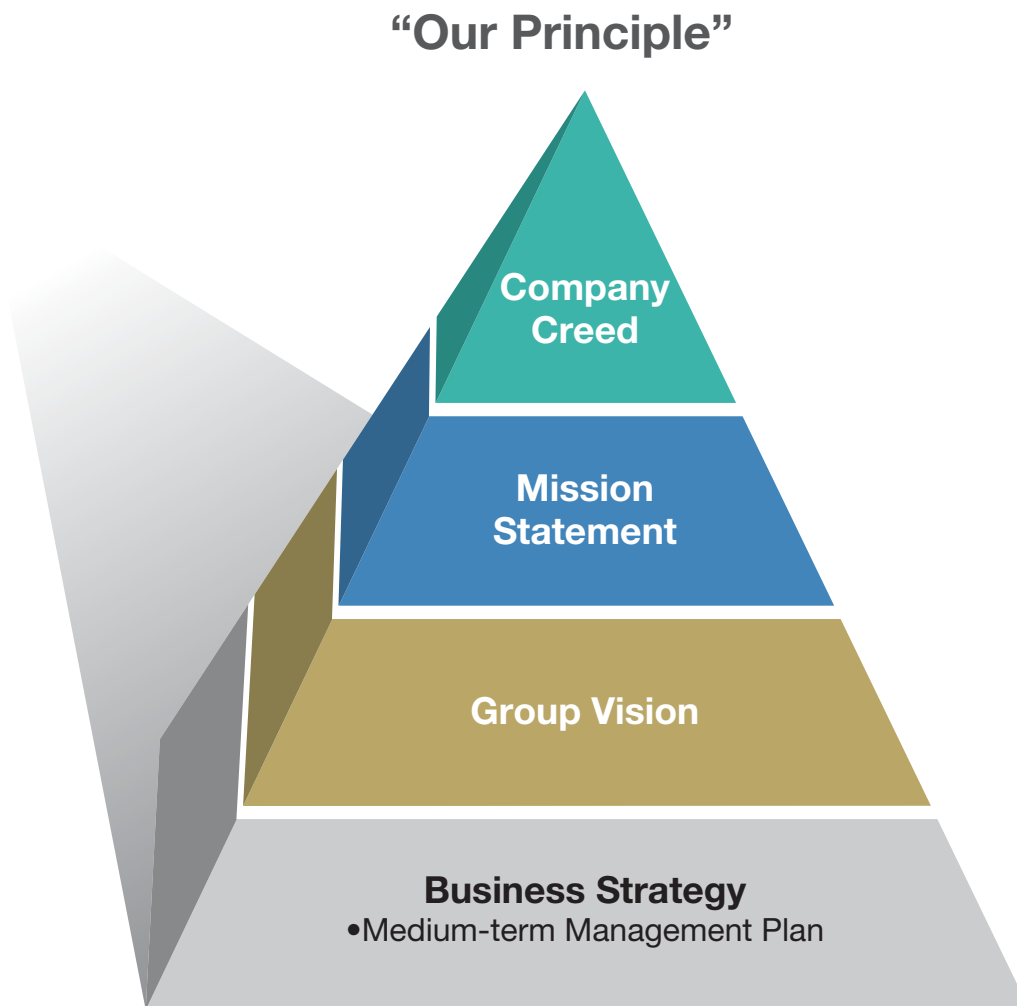 “Our Principle”
Company
Creed
Mission
Statement
Group Vision
Business Strategy
•Medium-term Management Plan